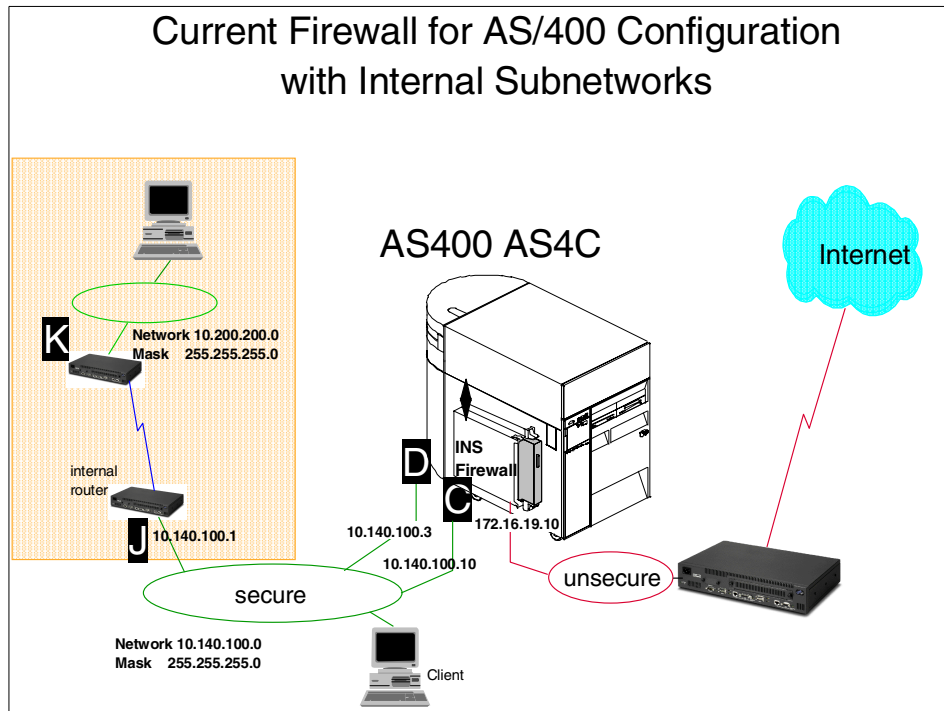 Current Firewall for AS/400 Configuration
with Internal Subnetworks
AS400 AS4C
Internet
K
Network 10.200.200.0
Mask 255.255.255.0
internal
router
J
10.140.100.1
D
INS
Firewall
C
10.140.100.3
172.16.19.10
10.140.100.10
secure
unsecure
Network 10.140.100.0
Mask 255.255.255.0
Client